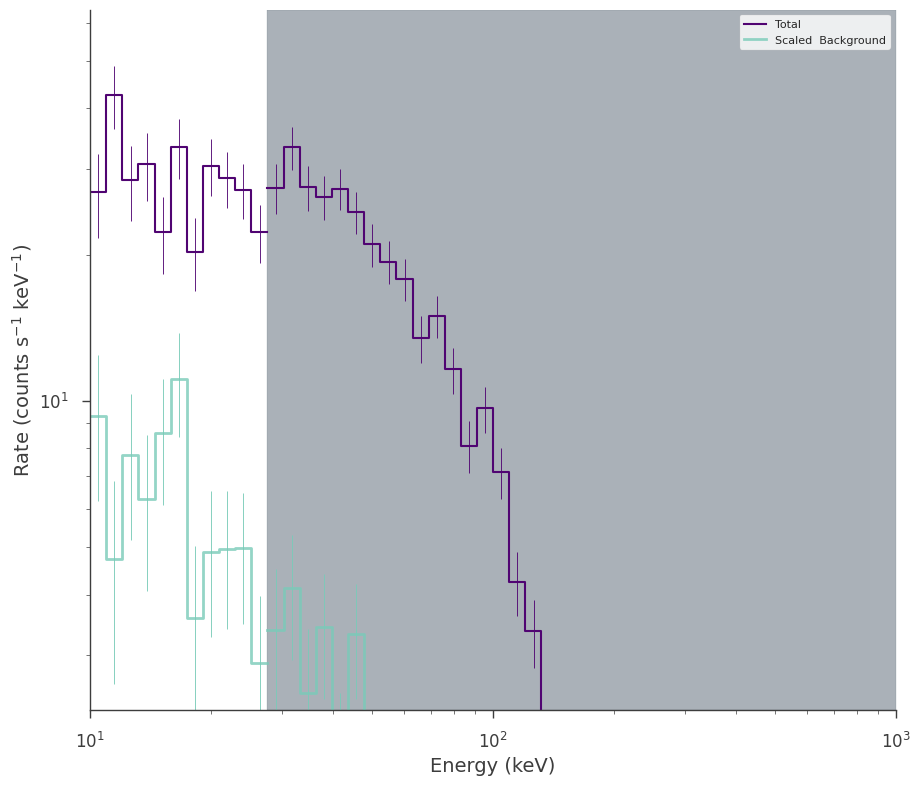 Total
Scaled  Background
Rate (counts s⁻¹ keV⁻¹)
10¹
10¹ 10² 10³
Energy (keV)